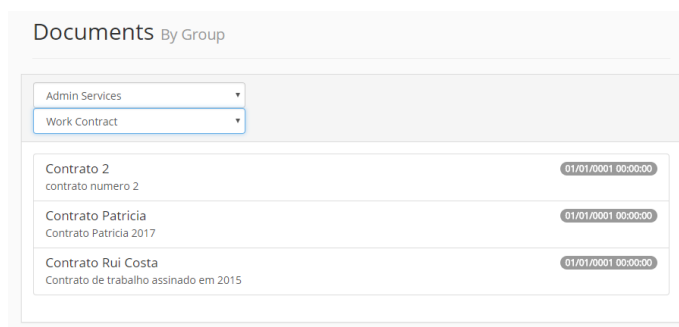 Documents By Group
Admin Services
Work Contract
Contrato 2 01/01/0001 00:00:00
contrato numero 2
Contrato Patricia 01/01/0001 00:00:00
Contrato Patricia 2017
Contrato Rui Costa 01/01/0001 00:00:00
Contrato de trabalho assinado em 2015